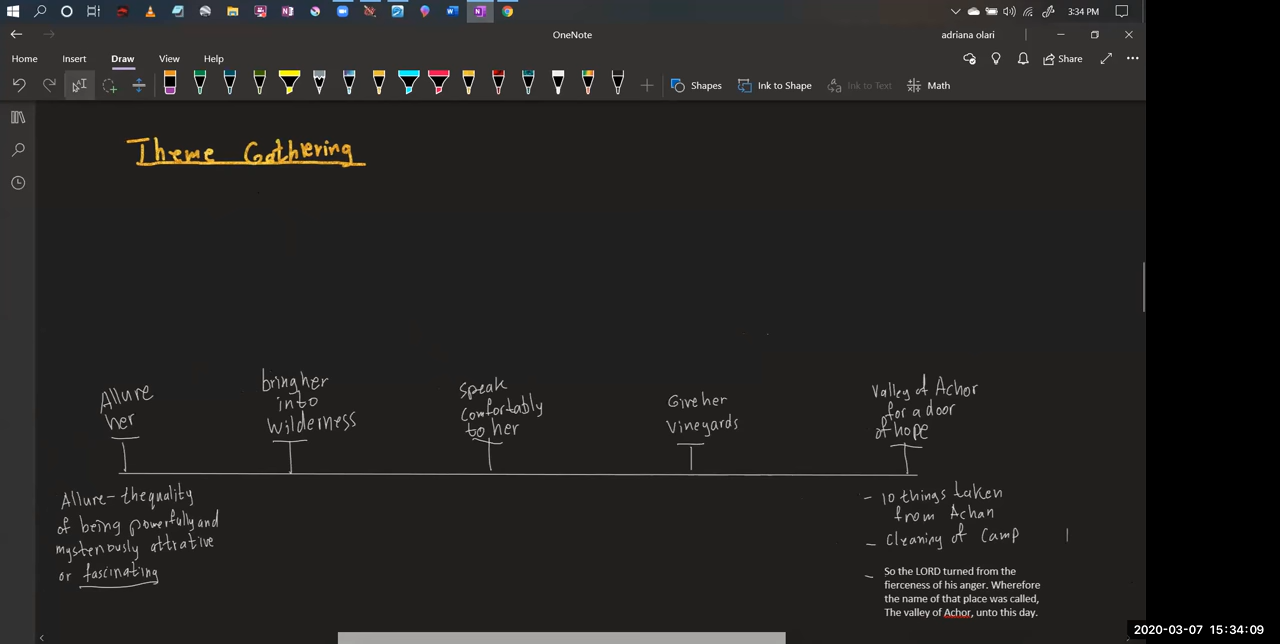 3:34 PM
OneNote
adriana olari
Home Insert Draw View Help
Share
Shapes Ink to Shape Ink to Text Math
Theme Gathering
Allure
her
bring her
into
wilderness
speak
comfortably
to her
Give her
Vineyards
Valley of Achor
for a door
of hope
Allure - the quality
of being powerfully and
mysteriously attrative
or fascinating
- 10 things taken
from Achan
- Cleaning of Camp
- So the LORD turned from the
fierceness of his anger. Wherefore
the name of that place was called,
The valley of Achor, unto this day.
2020-03-07 15:34:09